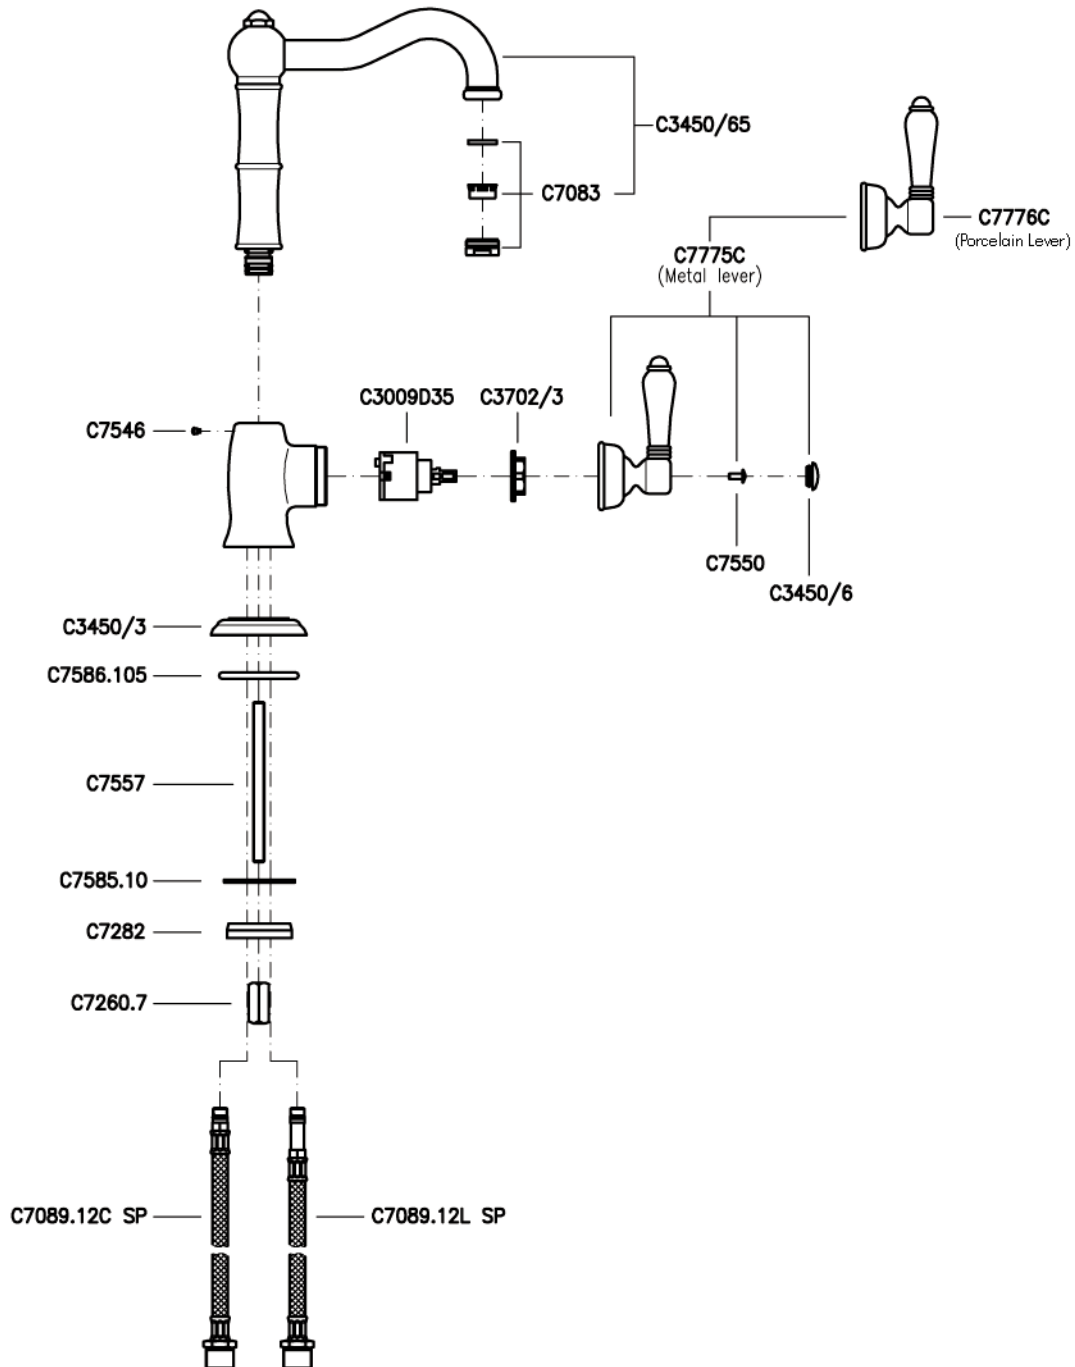 C3450/65
C7083
C7776C
(Porcelain Lever)
C7775C
(Metal lever)
C3009D35
C3702/3
C7546
C7550
C3450/6
C3450/3
C7586.105
C7557
C7585.10
C7282
C7260.7
C7089.12C SP
C7089.12L SP